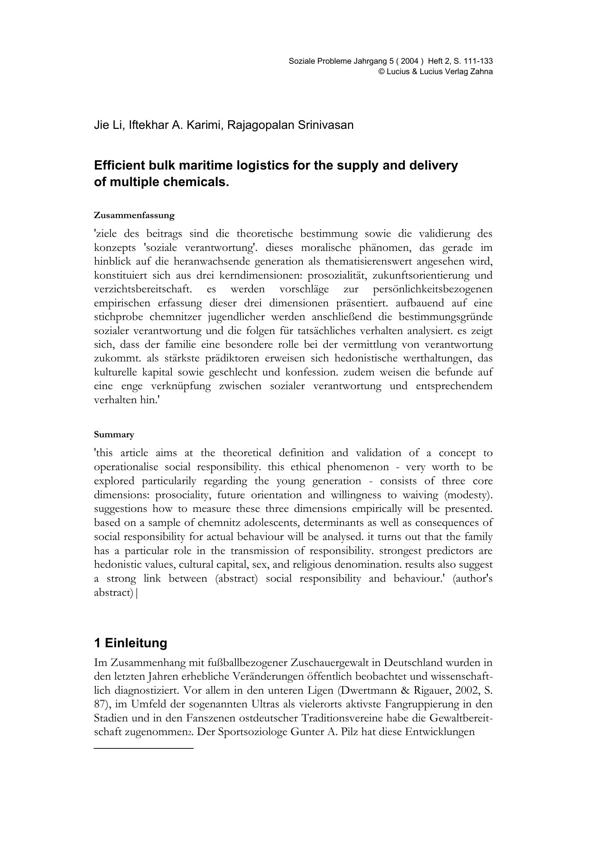 Soziale Probleme Jahrgang 5 ( 2004 ) Heft 2, S. 111-133
© Lucius & Lucius Verlag Zahna
Jie Li, Iftekhar A. Karimi, Rajagopalan Srinivasan
Efficient bulk maritime logistics for the supply and delivery
of multiple chemicals.
Zusammenfassung
'ziele des beitrags sind die theoretische bestimmung sowie die validierung des
konzepts 'soziale verantwortung'. dieses moralische phänomen, das gerade im
hinblick auf die heranwachsende generation als thematisierenswert angesehen wird,
konstituiert sich aus drei kerndimensionen: prosozialität, zukunftsorientierung und
verzichtsbereitschaft. es werden vorschläge zur persönlichkeitsbezogenen
empirischen erfassung dieser drei dimensionen präsentiert. aufbauend auf eine
stichprobe chemnitzer jugendlicher werden anschließend die bestimmungsgründe
sozialer verantwortung und die folgen für tatsächliches verhalten analysiert. es zeigt
sich, dass der familie eine besondere rolle bei der vermittlung von verantwortung
zukommt. als stärkste prädiktoren erweisen sich hedonistische werthaltungen, das
kulturelle kapital sowie geschlecht und konfession. zudem weisen die befunde auf
eine enge verknüpfung zwischen sozialer verantwortung und entsprechendem
verhalten hin.'
Summary
'this article aims at the theoretical definition and validation of a concept to
operationalise social responsibility. this ethical phenomenon - very worth to be
explored particularily regarding the young generation - consists of three core
dimensions: prosociality, future orientation and willingness to waiving (modesty).
suggestions how to measure these three dimensions empirically will be presented.
based on a sample of chemnitz adolescents, determinants as well as consequences of
social responsibility for actual behaviour will be analysed. it turns out that the family
has a particular role in the transmission of responsibility. strongest predictors are
hedonistic values, cultural capital, sex, and religious denomination. results also suggest
a strong link between (abstract) social responsibility and behaviour.' (author's
abstract)|
1 Einleitung
Im Zusammenhang mit fußballbezogener Zuschauergewalt in Deutschland wurden in
den letzten Jahren erhebliche Veränderungen öffentlich beobachtet und wissenschaft-
lich diagnostiziert. Vor allem in den unteren Ligen (Dwertmann & Rigauer, 2002, S.
87), im Umfeld der sogenannten Ultras als vielerorts aktivste Fangruppierung in den
Stadien und in den Fanszenen ostdeutscher Traditionsvereine habe die Gewaltbereit-
schaft zugenommen2. Der Sportsoziologe Gunter A. Pilz hat diese Entwicklungen